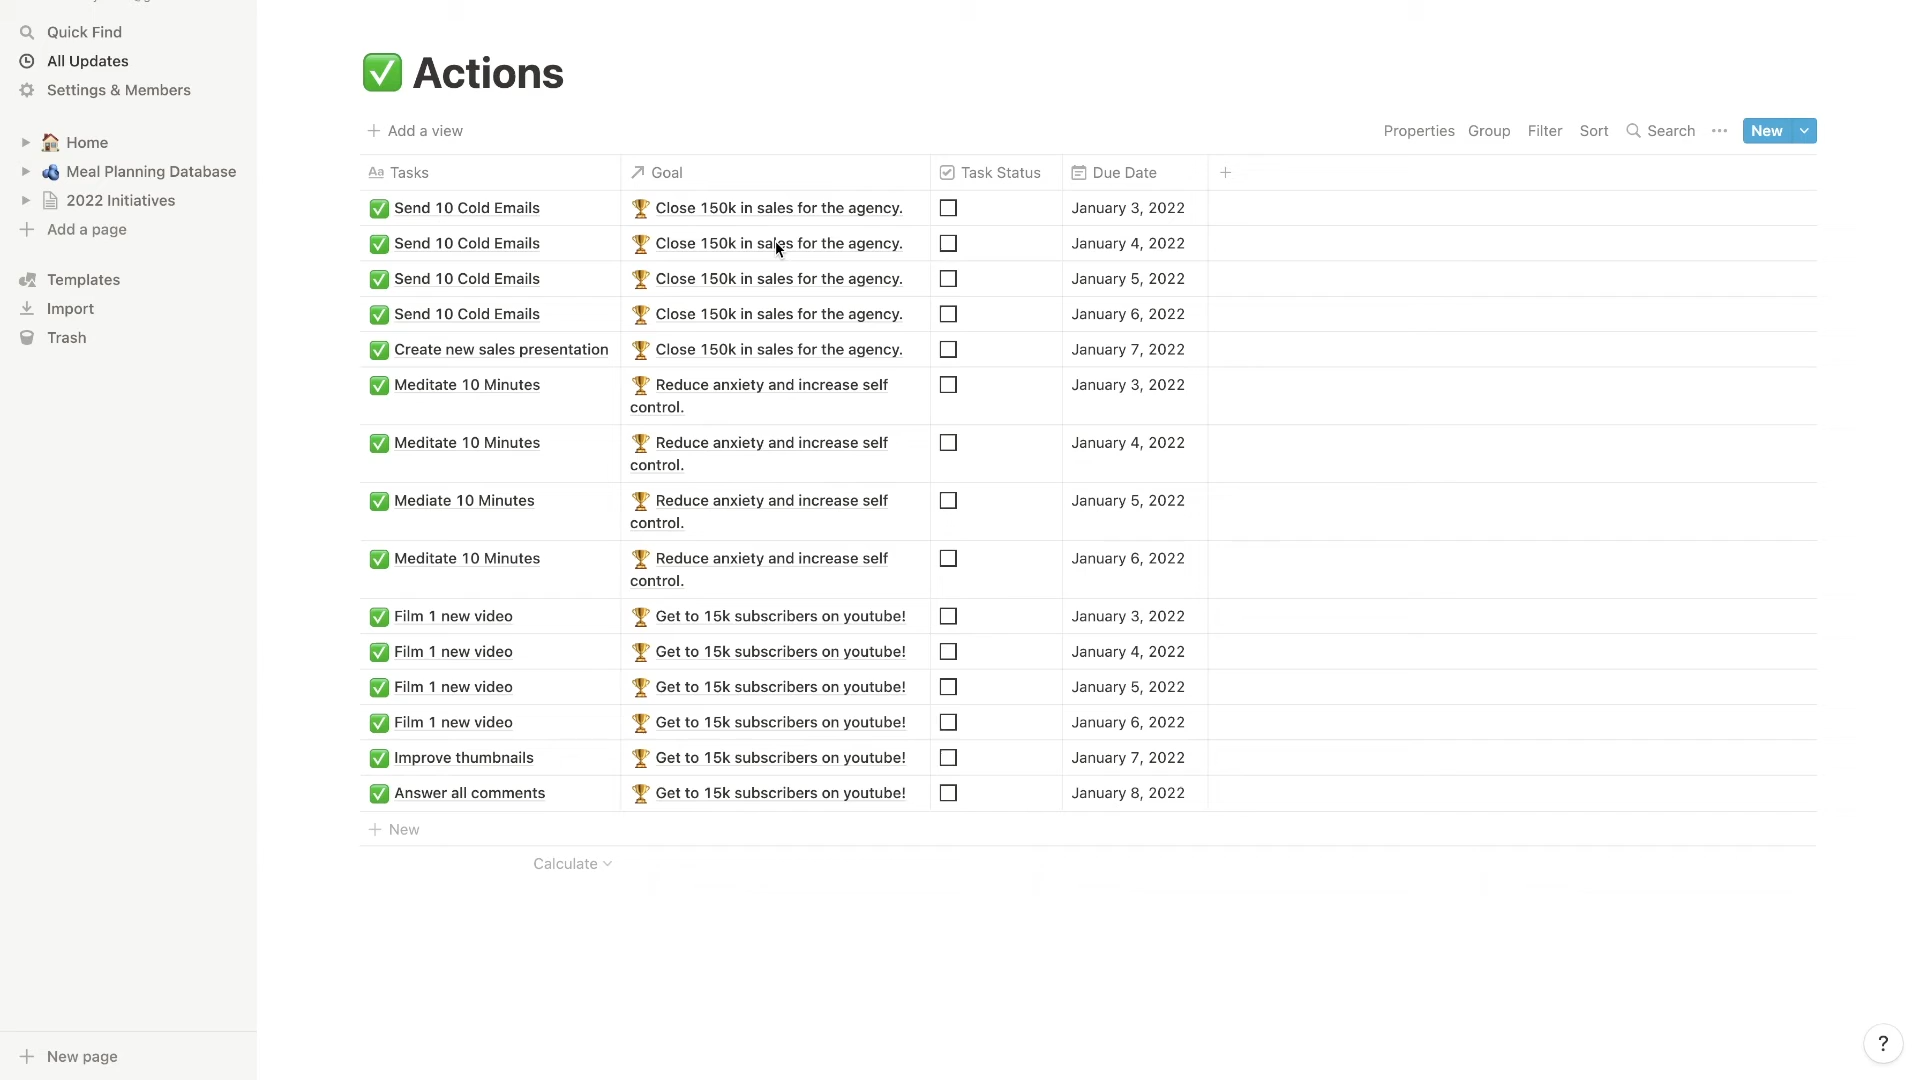 Quick Find
All Updates
Settings & Members
Home
Meal Planning Database
2022 Initiatives
Add a page
Templates
Import
Trash
New page
Actions
Add a view
Properties Group Filter Sort Search ... New
Aa Tasks Goal Task Status Due Date
Send 10 Cold Emails Close 150k in sales for the agency. January 3, 2022
Send 10 Cold Emails Close 150k in sales for the agency. January 4, 2022
Send 10 Cold Emails Close 150k in sales for the agency. January 5, 2022
Send 10 Cold Emails Close 150k in sales for the agency. January 6, 2022
Create new sales presentation Close 150k in sales for the agency. January 7, 2022
Meditate 10 Minutes Reduce anxiety and increase self January 3, 2022
control.
Meditate 10 Minutes Reduce anxiety and increase self January 4, 2022
control.
Mediate 10 Minutes Reduce anxiety and increase self January 5, 2022
control.
Meditate 10 Minutes Reduce anxiety and increase self January 6, 2022
control.
Film 1 new video Get to 15k subscribers on youtube! January 3, 2022
Film 1 new video Get to 15k subscribers on youtube! January 4, 2022
Film 1 new video Get to 15k subscribers on youtube! January 5, 2022
Film 1 new video Get to 15k subscribers on youtube! January 6, 2022
Improve thumbnails Get to 15k subscribers on youtube! January 7, 2022
Answer all comments Get to 15k subscribers on youtube! January 8, 2022
New
Calculate
?